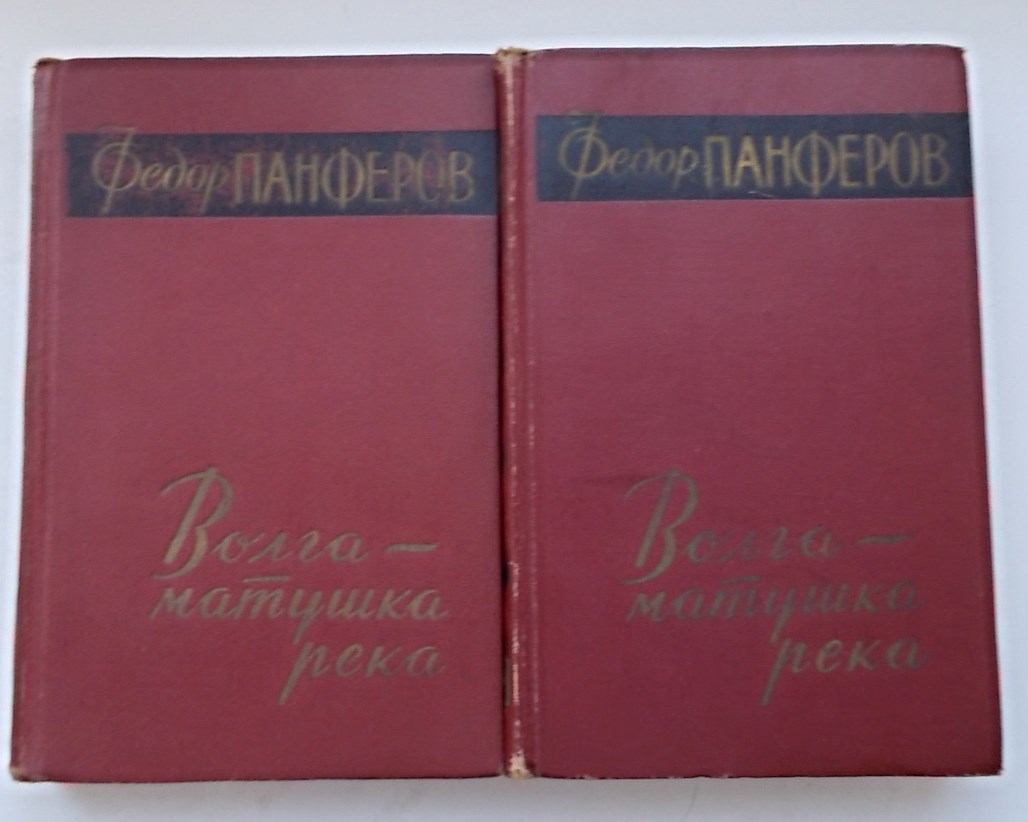 Федор ПАНФЕРОВ
Волга —
матушка
река
Федор ПАНФЕРОВ
Волга —
матушка
река